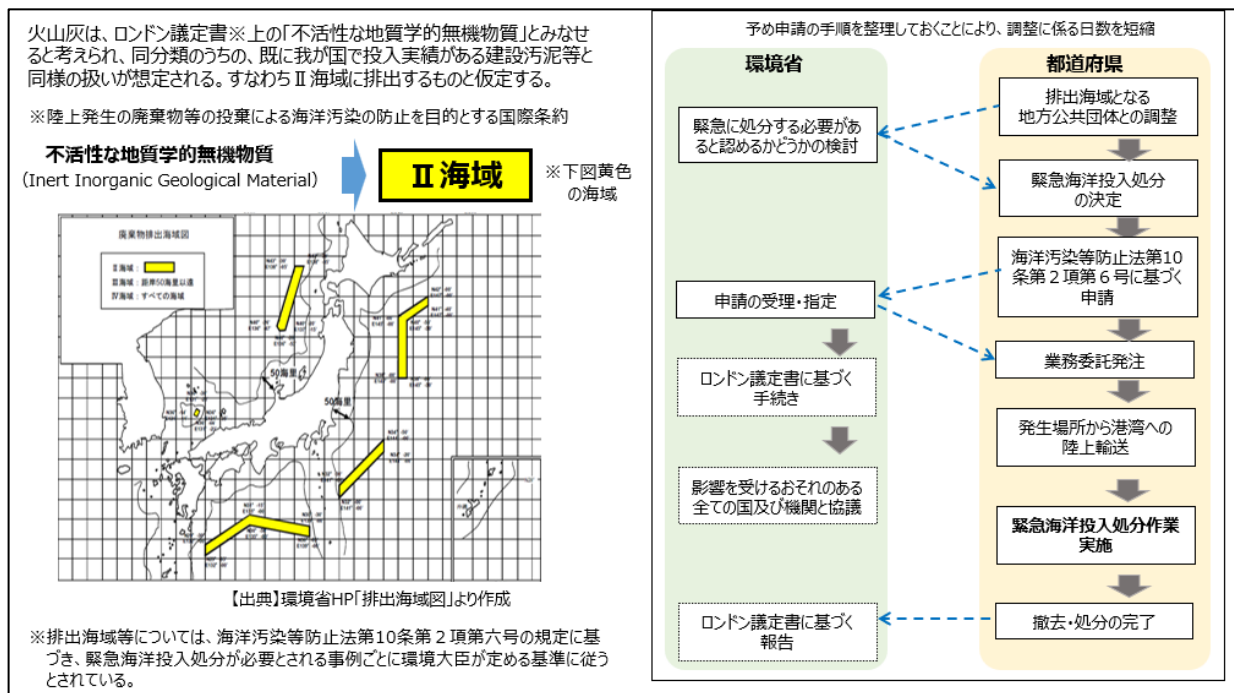 火山灰は、ロンドン議定書※上の「不活性な地質学的無機物質」とみなせ
ると考えられ、同分類のうちの、既に我が国で投入実績がある建設汚泥等と
同様の扱いが想定される。すなわちⅡ海域に排出するものと仮定する。
※陸上発生の廃棄物等の投棄による海洋汚染の防止を目的とする国際条約
不活性な地質学的無機物質
（Inert Inorganic Geological Material）
Ⅱ海域
※下図黄色
の海域
廃棄物排出海域図
Ⅱ海域：
Ⅲ海域：距岸50海里以遠
Ⅳ海域：すべての海域
50海里
50海里
【出典】環境省HP「排出海域図」より作成
※排出海域等については、海洋汚染等防止法第10条第２項第六号の規定に基
づき、緊急海洋投入処分が必要とされる事例ごとに環境大臣が定める基準に従う
とされている。
予め申請の手順を整理しておくことにより、調整に係る日数を短縮
環境省
都道府県
排出海域となる
地方公共団体との調整
緊急に処分する必要があ
ると認めるかどうかの検討
緊急海洋投入処分
の決定
海洋汚染等防止法第10
条第２項第６号に基づく
申請
申請の受理・指定
業務委託発注
ロンドン議定書に基づく
手続き
発生場所から港湾への
陸上輸送
影響を受けるおそれのある
全ての国及び機関と協議
緊急海洋投入処分作業
実施
ロンドン議定書に基づく
報告
撤去・処分の完了